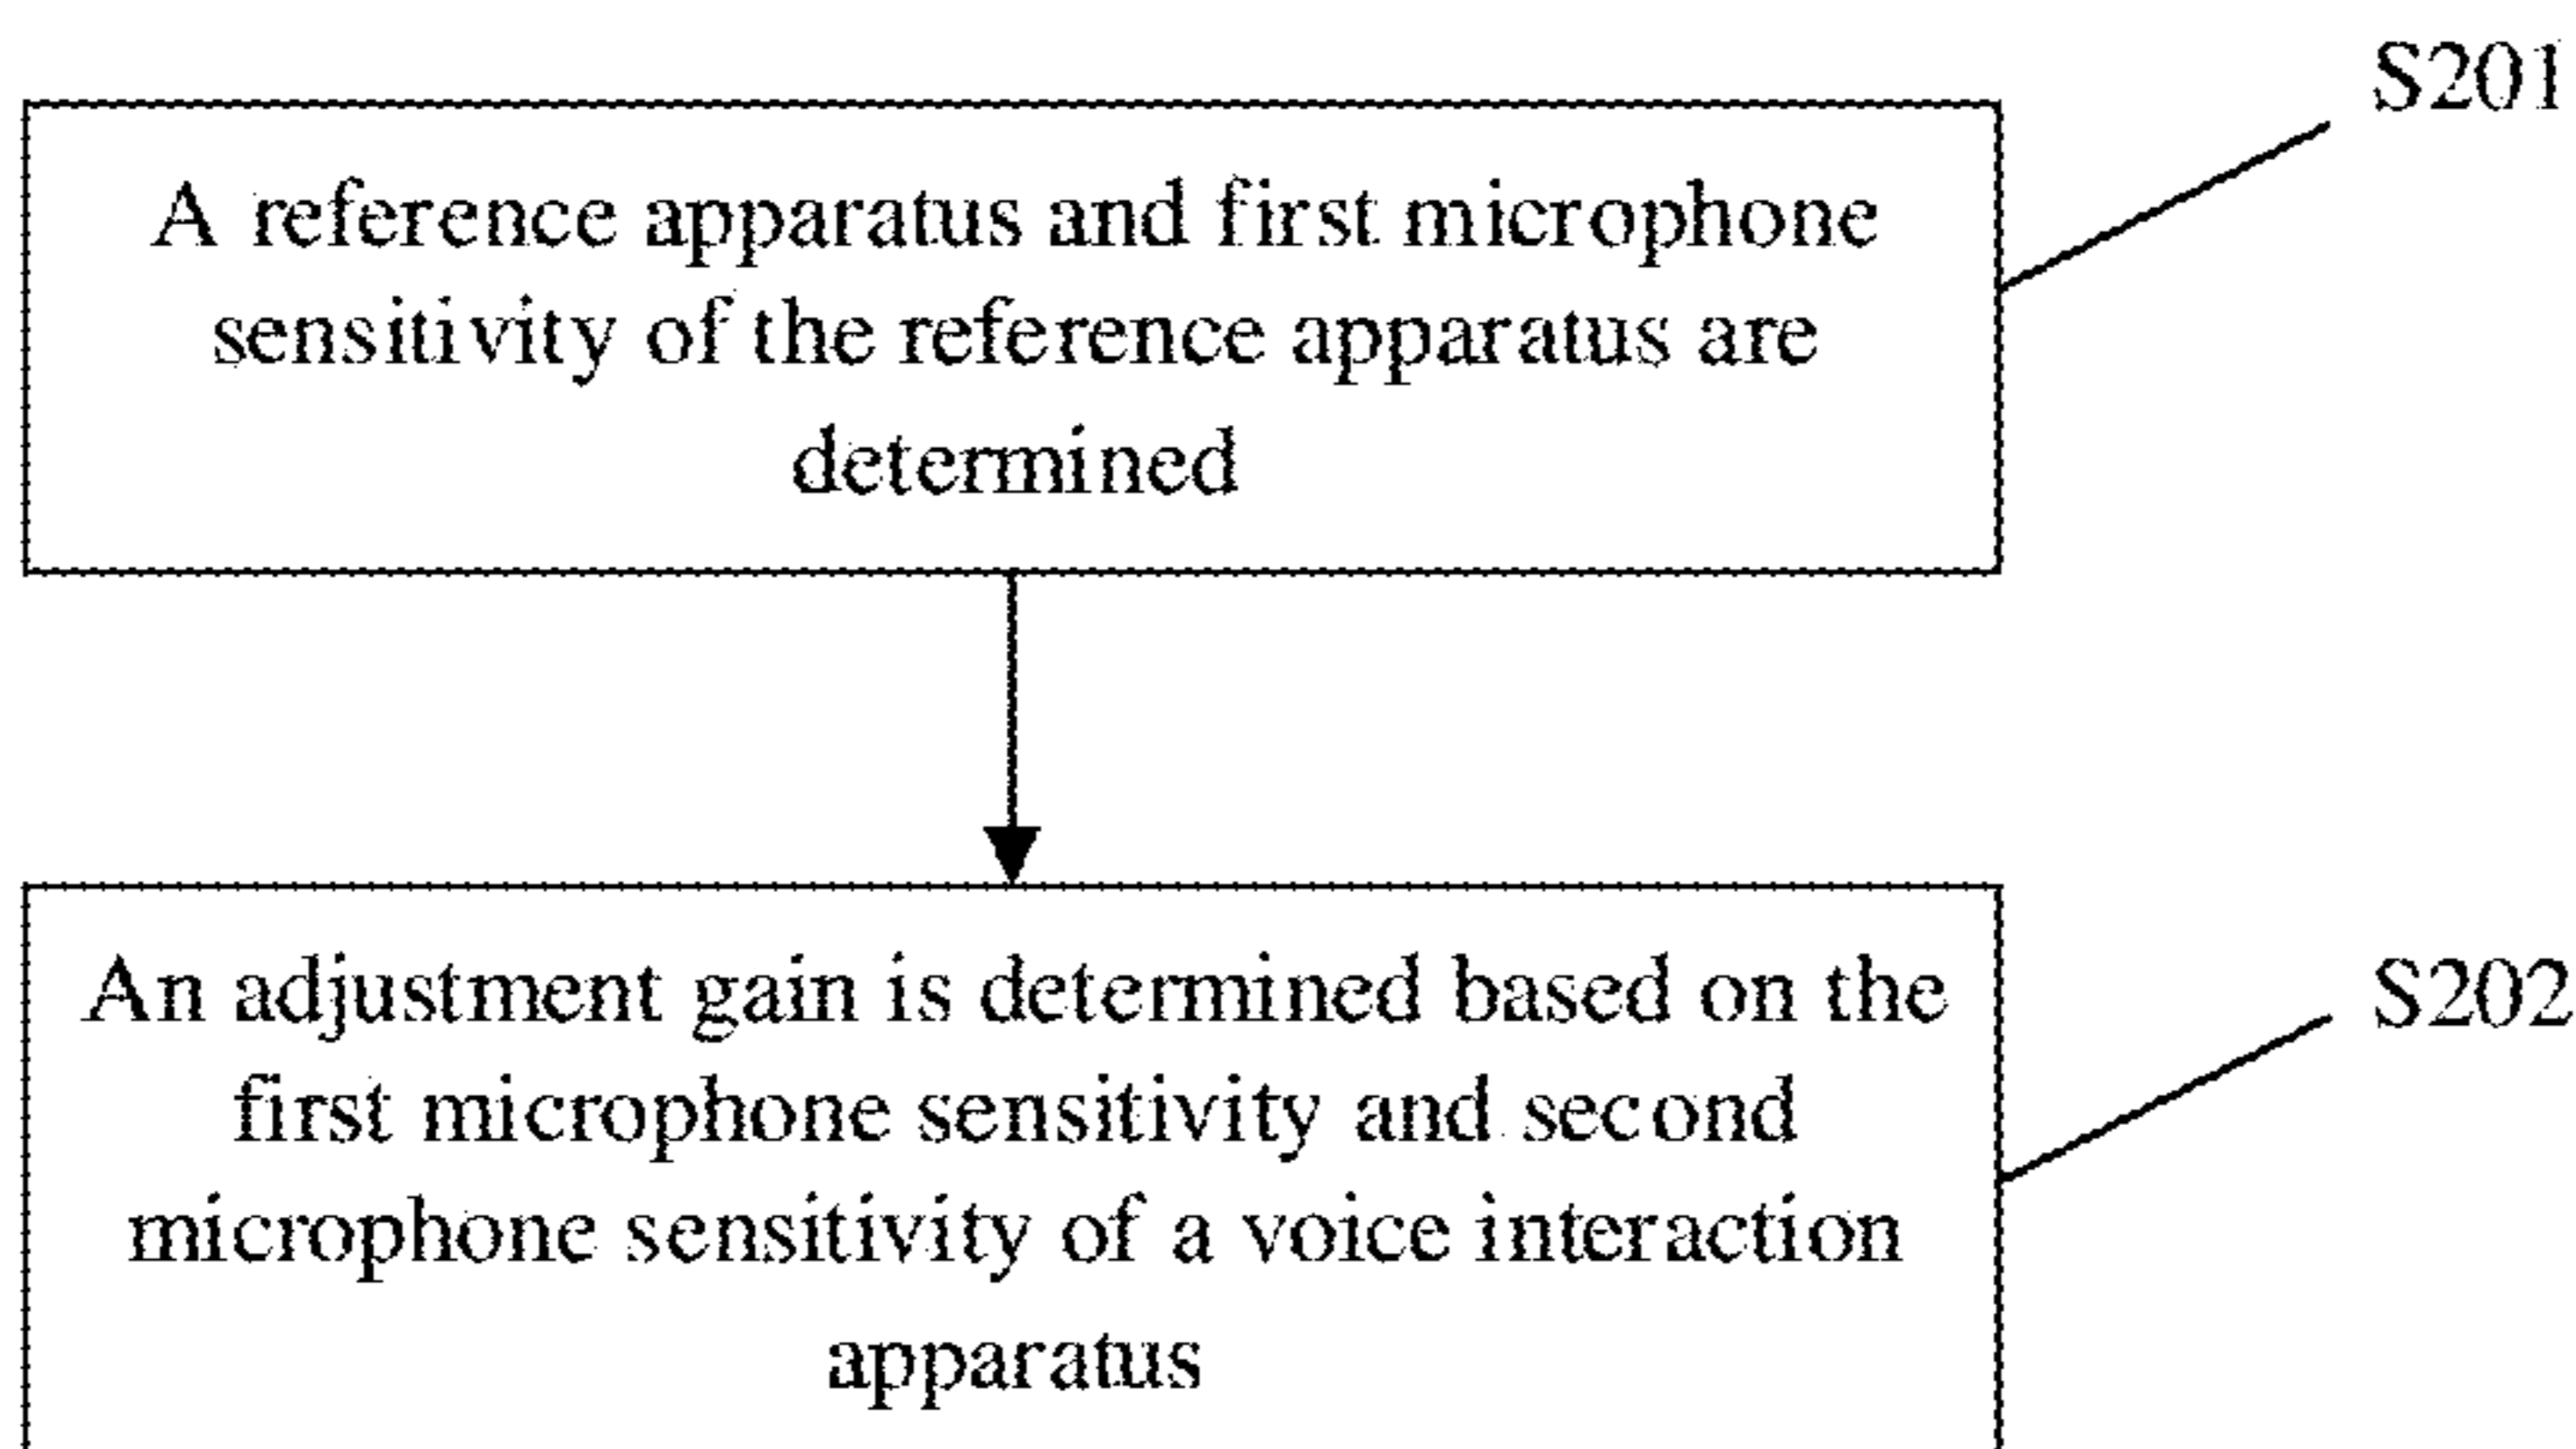 S201
A reference apparatus and first microphone
sensitivity of the reference apparatus are
determined
An adjustment gain is determined based on the
S202
first microphone sensitivity and second
microphone sensitivity of a voice interaction
apparatus